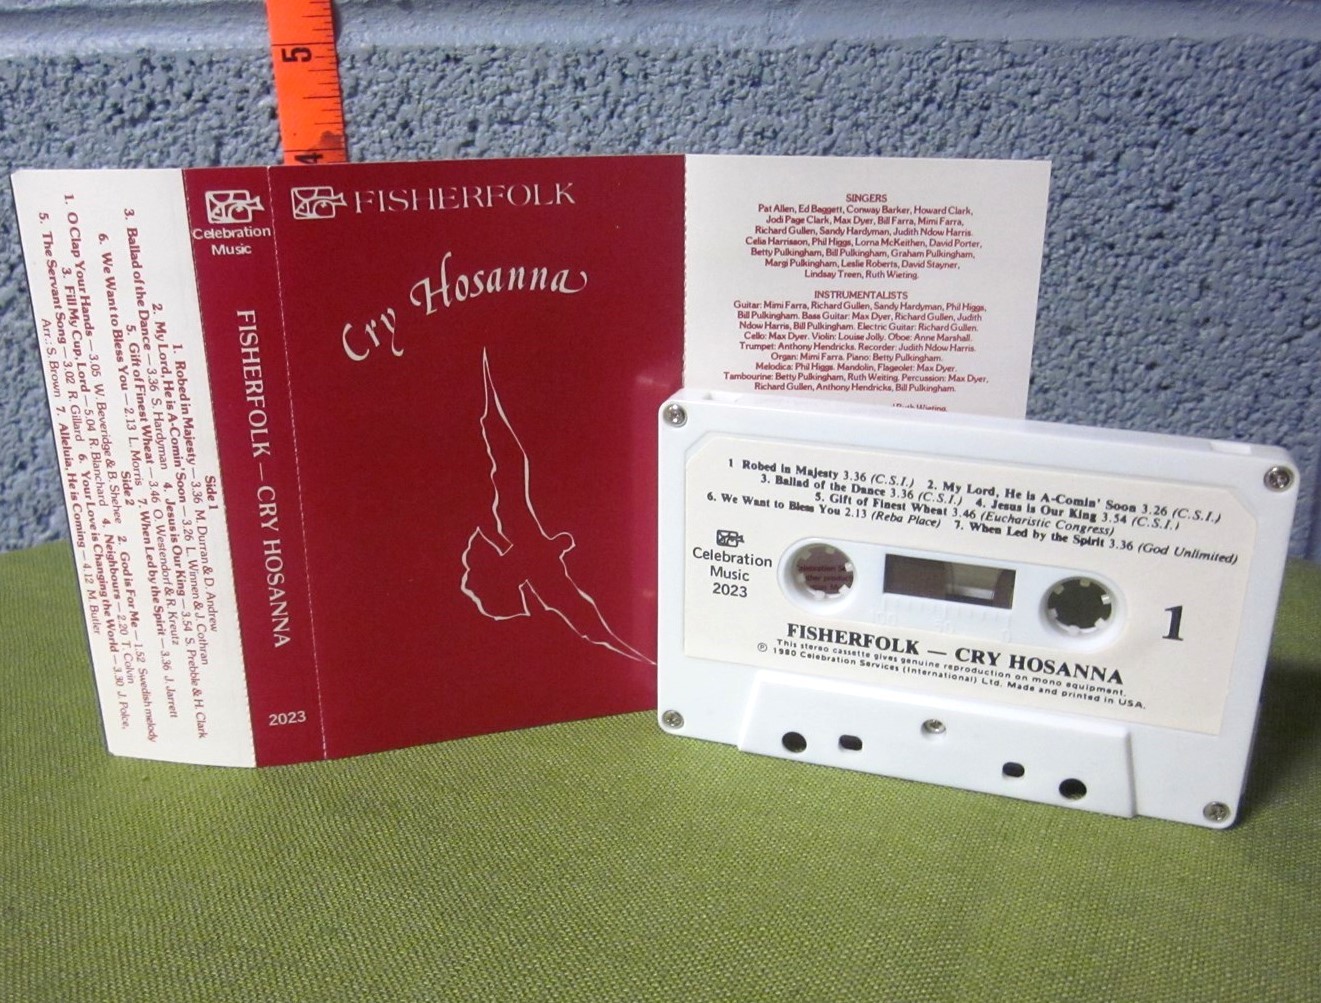 5
4
Side 1
1. Robed in Majesty — 3.36 M. Durran & D. Andrew
2. My Lord, He is A-Comin' Soon — 3.26 L. Winnen & J. Cothran
3. Ballad of the Dance — 3.36 S. Hardyman 4. Jesus is Our King — 3.54 S. Prebble & H. Clark
5. Gift of Finest Wheat — 3.46 O. Westendorf & R. Kreutz
6. We Want to Bless You — 2.13 L. Morris 7. When Led by the Spirit — 3.36 J. Jarrett
Side 2
1. O Clap Your Hands — 3.05 W. Beveridge & B. Shehee 2. God is For Me — 1.52 Swedish melody
3. Fill My Cup, Lord — 5.04 R. Blanchard 4. Neighbours — 2.20 T. Colvin
5. The Servant Song — 3.02 R. Gillard 6. Your Love is Changing the World — 3.30 J. Polce,
Arr.: S. Brown 7. Alleluia, He is Coming — 4.12 M. Butler
Celebration
Music
FISHERFOLK — CRY HOSANNA
2023
FISHERFOLK
Cry Hosanna
SINGERS
Pat Allen, Ed Baggett, Conway Barker, Howard Clark,
Jodi Page Clark, Max Dyer, Bill Farra, Mimi Farra,
Richard Gullen, Sandy Hardyman, Judith Ndow Harris.
Celia Harrisson, Phil Higgs, Lorna McKeithen, David Porter,
Betty Pulkingham, Bill Pulkingham, Graham Pulkingham,
Margi Pulkingham, Leslie Roberts, David Stayner,
Lindsay Treen, Ruth Wieting.
INSTRUMENTALISTS
Guitar: Mimi Farra, Richard Gullen, Sandy Hardyman, Phil Higgs,
Bill Pulkingham. Bass Guitar: Max Dyer, Richard Gullen, Judith
Ndow Harris, Bill Pulkingham. Electric Guitar: Richard Gullen.
Cello: Max Dyer. Violin: Louise Jolly. Oboe: Anne Marshall.
Trumpet: Anthony Hendricks. Recorder: Judith Ndow Harris.
Organ: Mimi Farra. Piano: Betty Pulkingham.
Melodica: Phil Higgs. Mandolin, Flageolet: Max Dyer.
Tambourine: Betty Pulkingham, Ruth Weiting. Percussion: Max Dyer,
Richard Gullen, Anthony Hendricks, Bill Pulkingham.
1 Robed in Majesty 3.36 (C.S.I.) 2. My Lord, He is A-Comin' Soon 3.26 (C.S.I.)
3. Ballad of the Dance 3.36 (C.S.I.) 4. Jesus is Our King 3.54 (C.S.I.)
5. Gift of Finest Wheat 3.46 (Eucharistic Congress)
6. We Want to Bless You 2.13 (Reba Place) 7. When Led by the Spirit 3.36 (God Unlimited)
Celebration
Music
2023
1
FISHERFOLK — CRY HOSANNA
This stereo cassette gives genuine reproduction on mono equipment.
℗ 1980 Celebration Services (International) Ltd. Made and printed in USA.